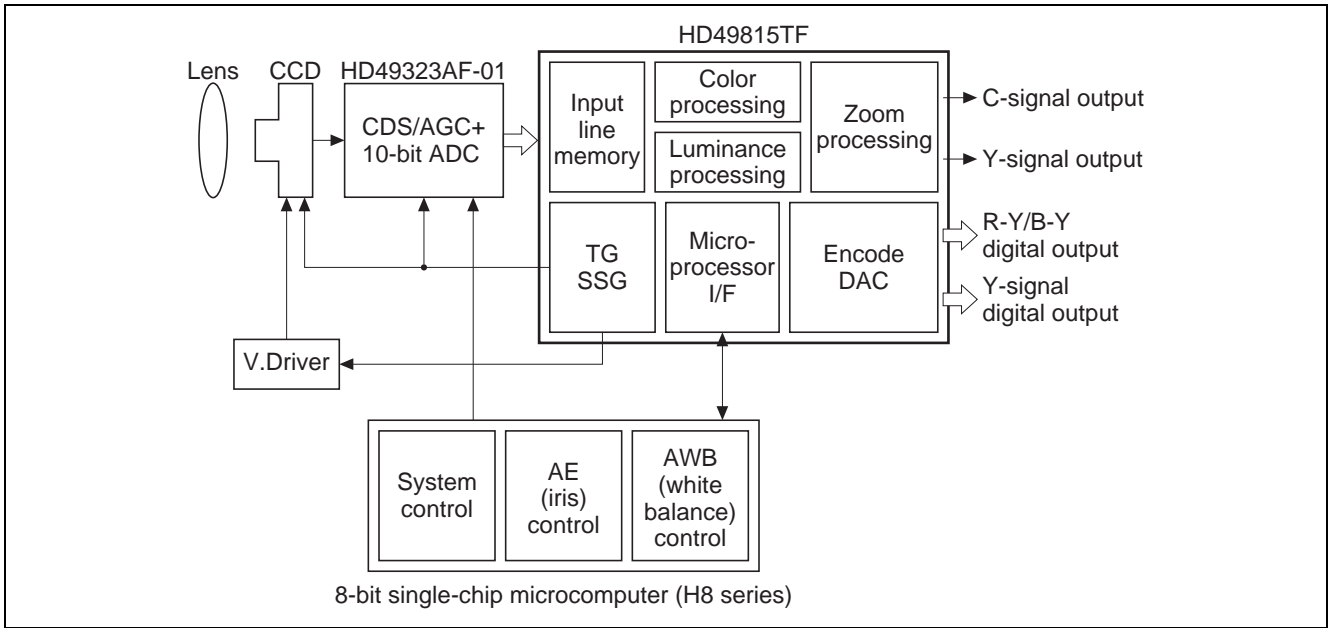 HD49815TF
Lens
CCD
HD49323AF-01
CDS/AGC+
10-bit ADC
Input
line
memory
Color
processing
Luminance
processing
Zoom
processing
C-signal output
Y-signal output
TG
SSG
Micro-
processor
I/F
Encode
DAC
R-Y/B-Y
digital output
Y-signal
digital output
V.Driver
System
control
AE
(iris)
control
AWB
(white
balance)
control
8-bit single-chip microcomputer (H8 series)